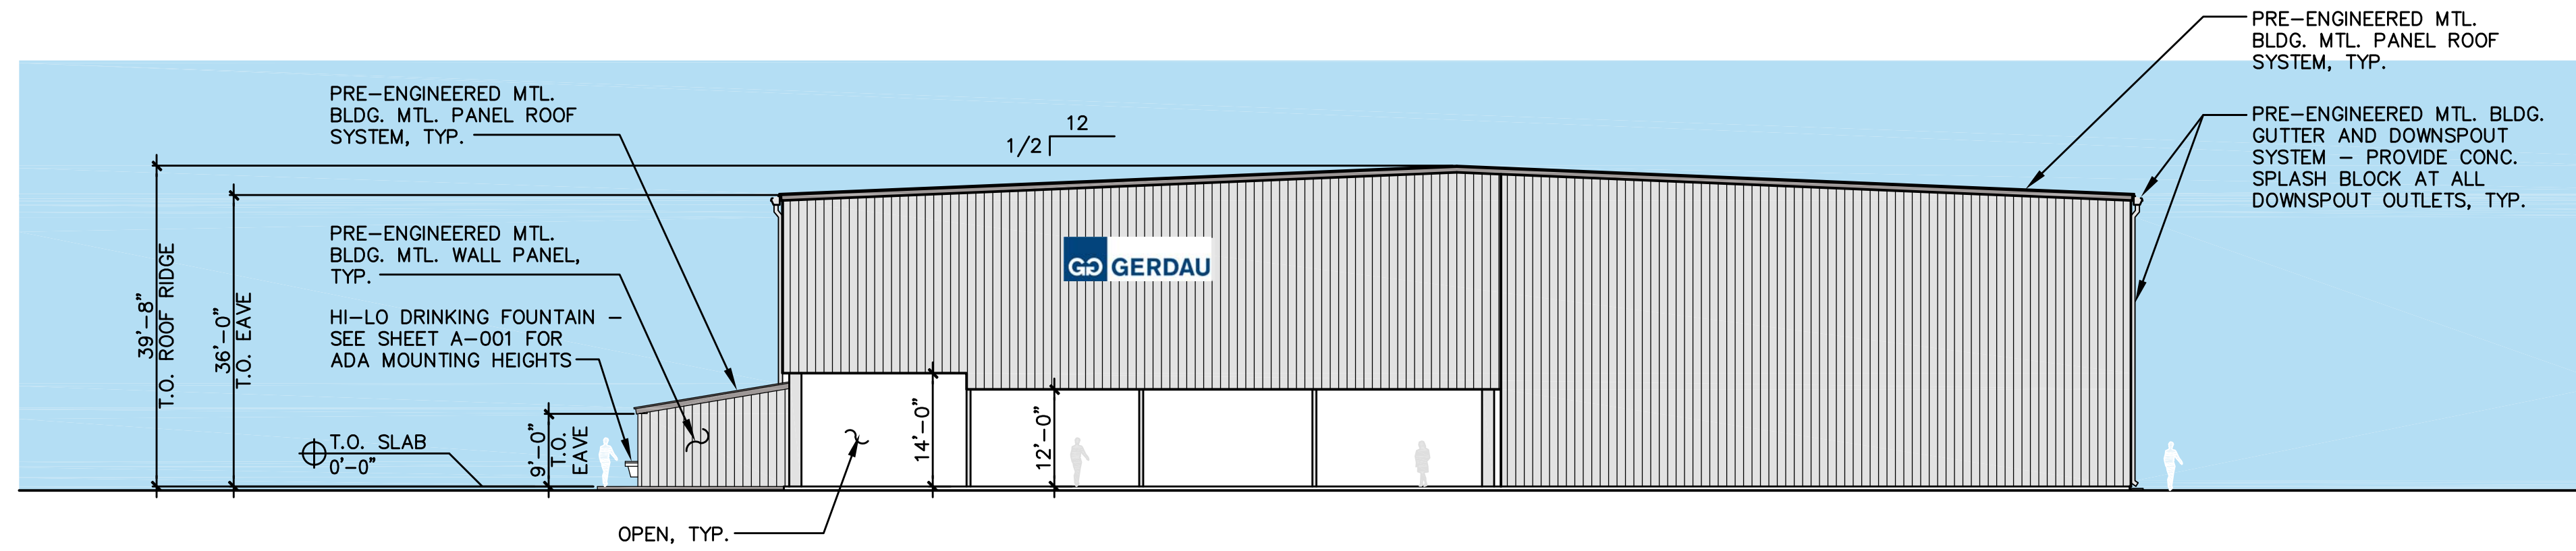 PRE-ENGINEERED MTL.
BLDG. MTL. PANEL ROOF
SYSTEM, TYP.
PRE-ENGINEERED MTL. BLDG.
GUTTER AND DOWNSPOUT
SYSTEM - PROVIDE CONC.
SPLASH BLOCK AT ALL
DOWNSPOUT OUTLETS, TYP.
PRE-ENGINEERED MTL.
BLDG. MTL. PANEL ROOF
SYSTEM, TYP.
12
1/2
PRE-ENGINEERED MTL.
BLDG. MTL. WALL PANEL,
TYP.
HI-LO DRINKING FOUNTAIN -
SEE SHEET A-001 FOR
ADA MOUNTING HEIGHTS
39'-8"
T.O. ROOF RIDGE
36'-0"
T.O. EAVE
GG GERDAU
T.O. SLAB
0'-0"
9'-0"
T.O.
EAVE
14'-0"
12'-0"
OPEN, TYP.